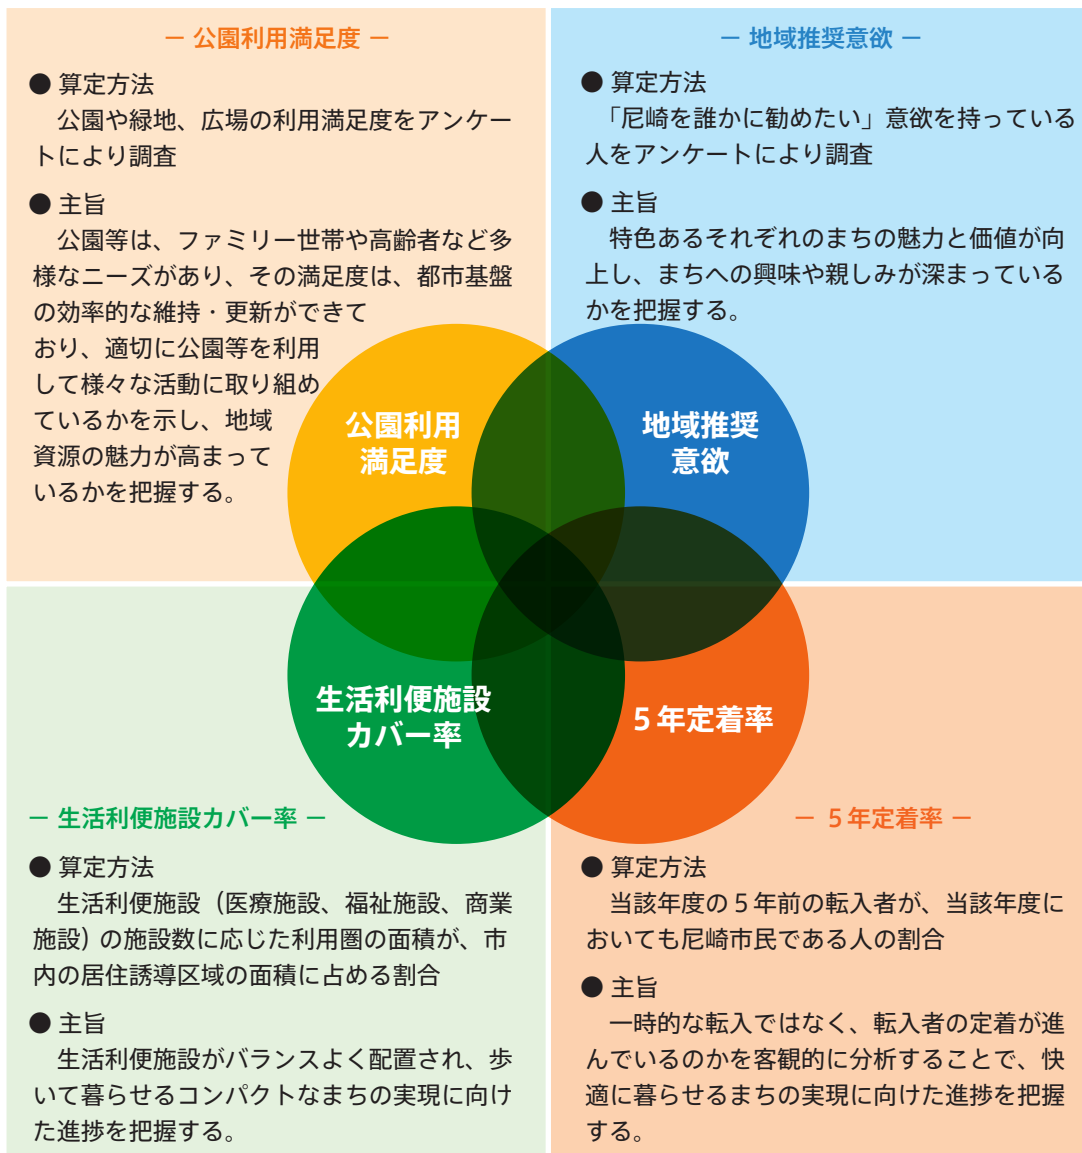 － 公園利用満足度 －
● 算定方法
　公園や緑地、広場の利用満足度をアンケー
トにより調査
● 主旨
　公園等は、ファミリー世帯や高齢者など多
様なニーズがあり、その満足度は、都市基盤
の効率的な維持・更新ができて
おり、適切に公園等を利用
して様々な活動に取り組め
ているかを示し、地域
資源の魅力が高まって
いるかを把握する。
－ 地域推奨意欲 －
● 算定方法
　「尼崎を誰かに勧めたい」意欲を持っている
人をアンケートにより調査
● 主旨
　特色あるそれぞれのまちの魅力と価値が向
上し、まちへの興味や親しみが深まっている
かを把握する。
公園利用
満足度
地域推奨
意欲
生活利便施設
カバー率
５年定着率
－ 生活利便施設カバー率 －
● 算定方法
　生活利便施設（医療施設、福祉施設、商業
施設）の施設数に応じた利用圏の面積が、市
内の居住誘導区域の面積に占める割合
● 主旨
　生活利便施設がバランスよく配置され、歩
いて暮らせるコンパクトなまちの実現に向け
た進捗を把握する。
－ ５年定着率 －
● 算定方法
　当該年度の５年前の転入者が、当該年度に
おいても尼崎市民である人の割合
● 主旨
　一時的な転入ではなく、転入者の定着が進
んでいるのかを客観的に分析することで、快
適に暮らせるまちの実現に向けた進捗を把握
する。